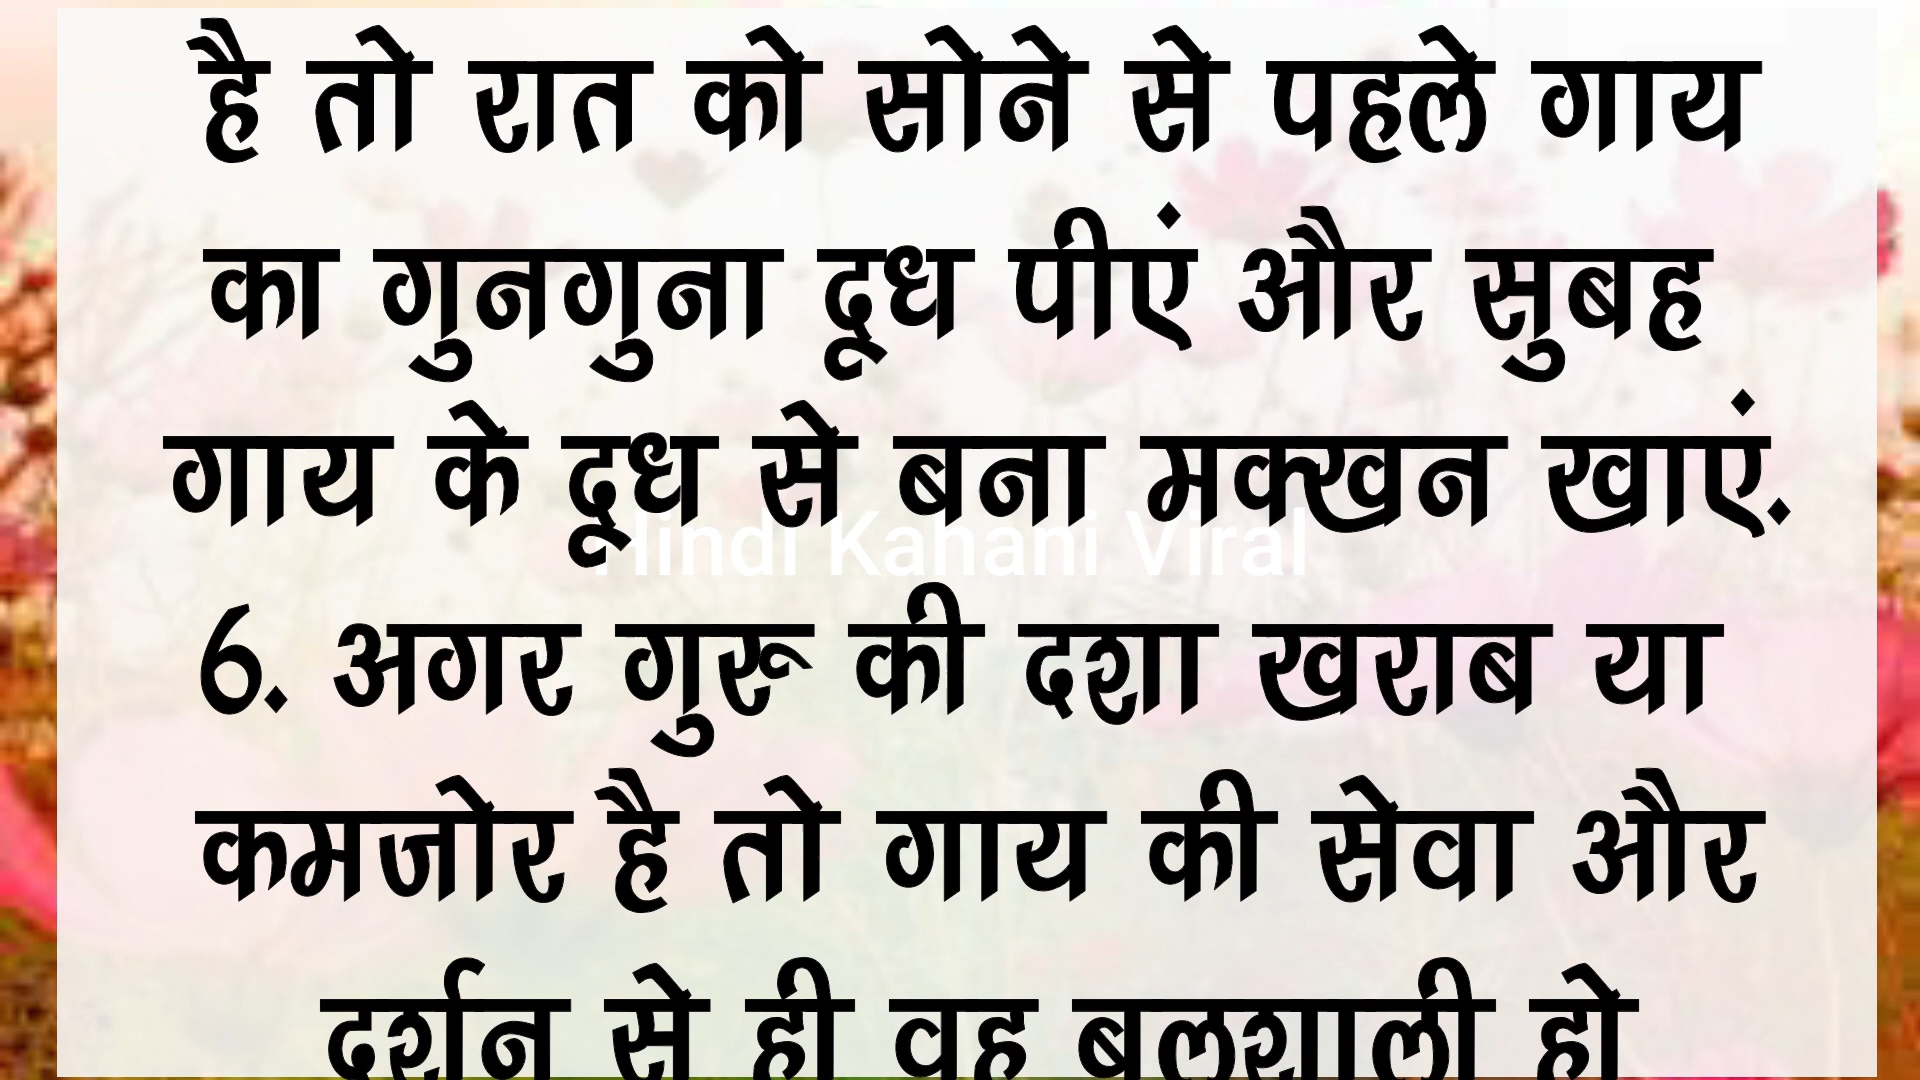 है तो रात को सोने से पहले गाय
का गुनगुना दूध पीएं और सुबह
गाय के दूध से बना मक्खन खाएं.
Hindi Kahani Viral
6. अगर गुरू की दशा खराब या
कमजोर है तो गाय की सेवा और
दर्शन से ही वह बलशाली हो